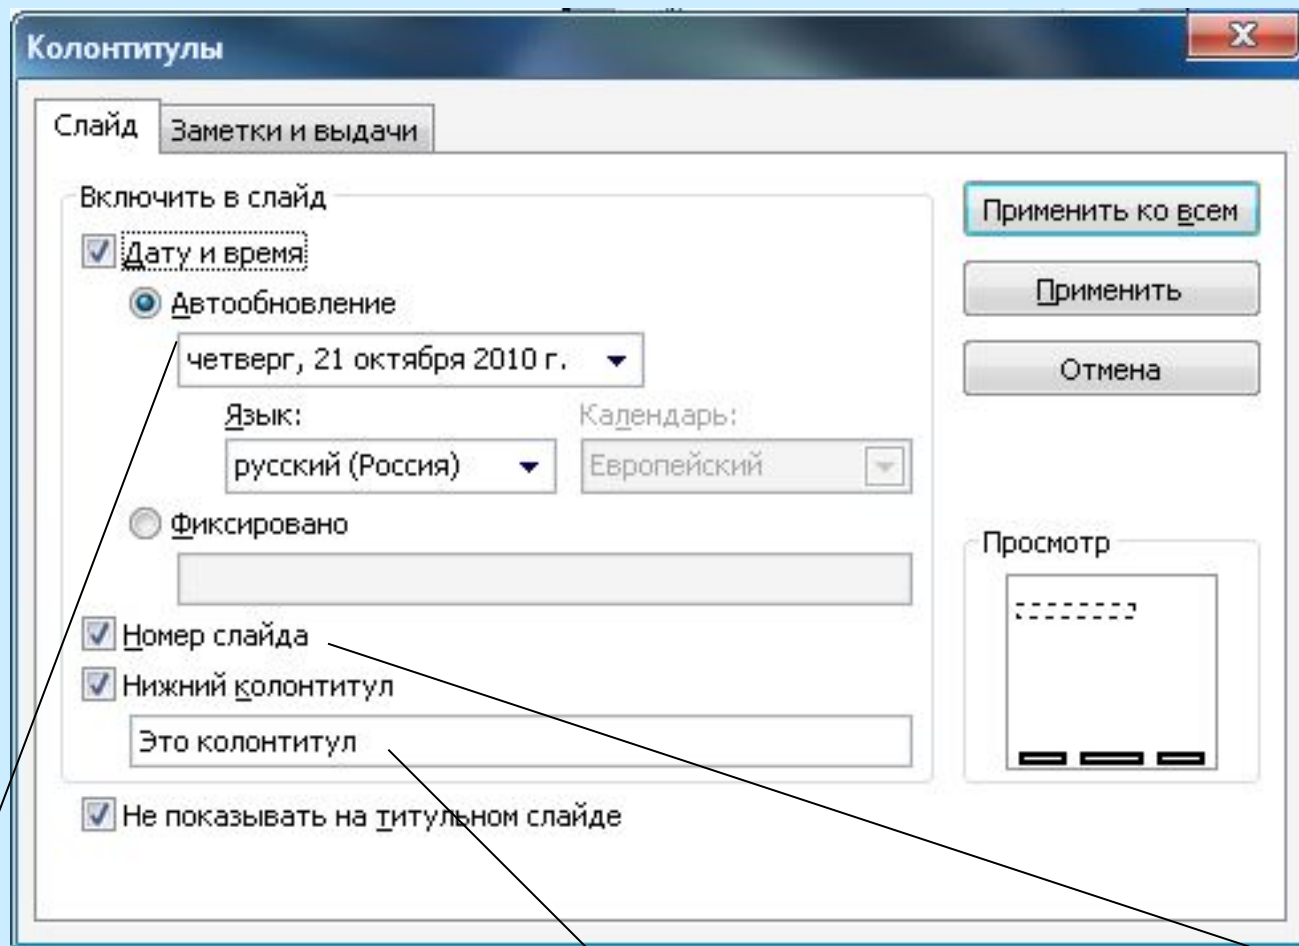 Колонтитулы
X
Слайд
Заметки и выдачи
Включить в слайд
Дату и время
Автообновление
четверг, 21 октября 2010 г.
Язык:
Календарь:
русский (Россия)
Европейский
Фиксировано
Номер слайда
Нижний колонтитул
Это колонтитул
Не показывать на титульном слайде
Применить ко всем
Применить
Отмена
Просмотр